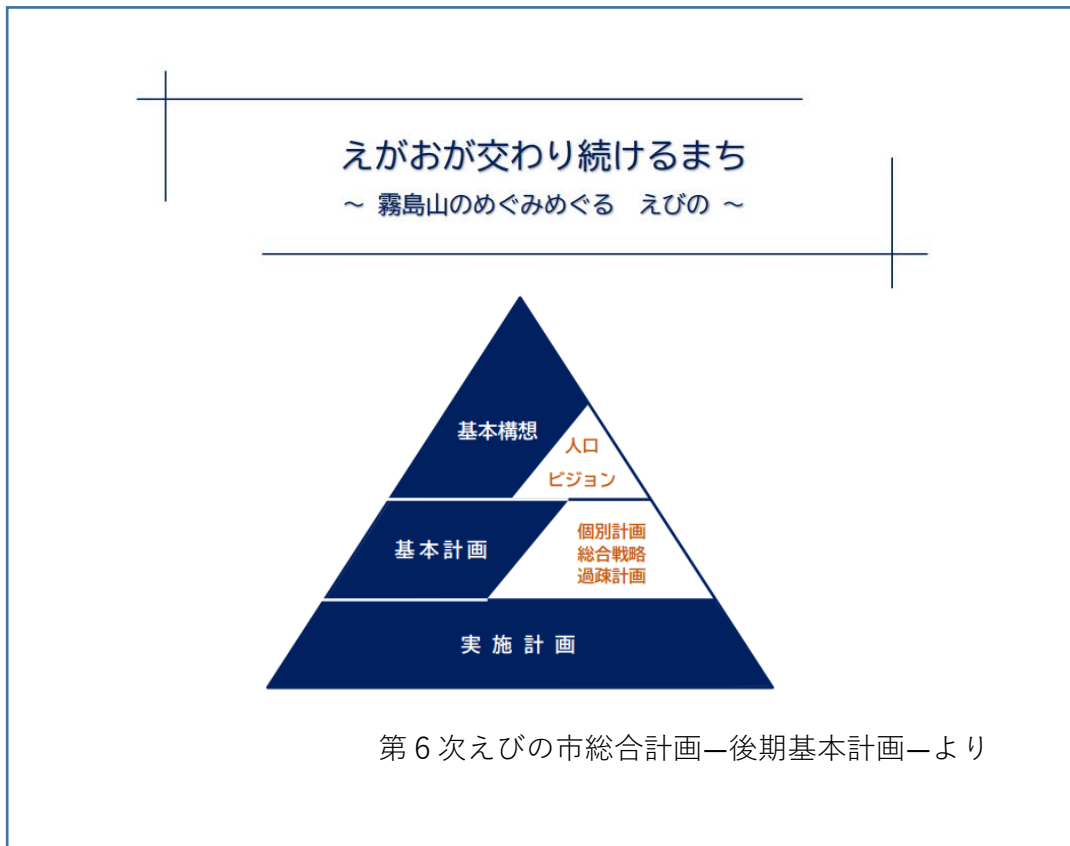 えがおが交わり続けるまち
～ 霧島山のめぐみめぐる　えびの ～
基本構想
人口
ビジョン
基本計画
個別計画
総合戦略
過疎計画
実施計画
第６次えびの市総合計画―後期基本計画―より